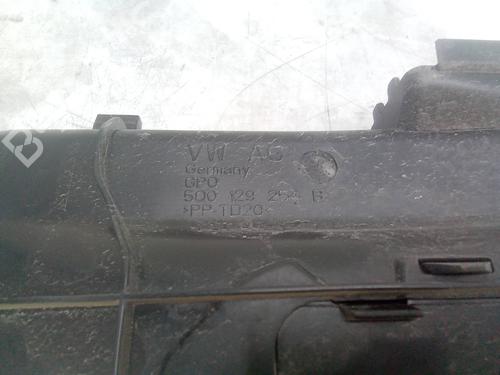 VW AG
Germany
GPO
5Q0 129 254 B
>PP-TD20<